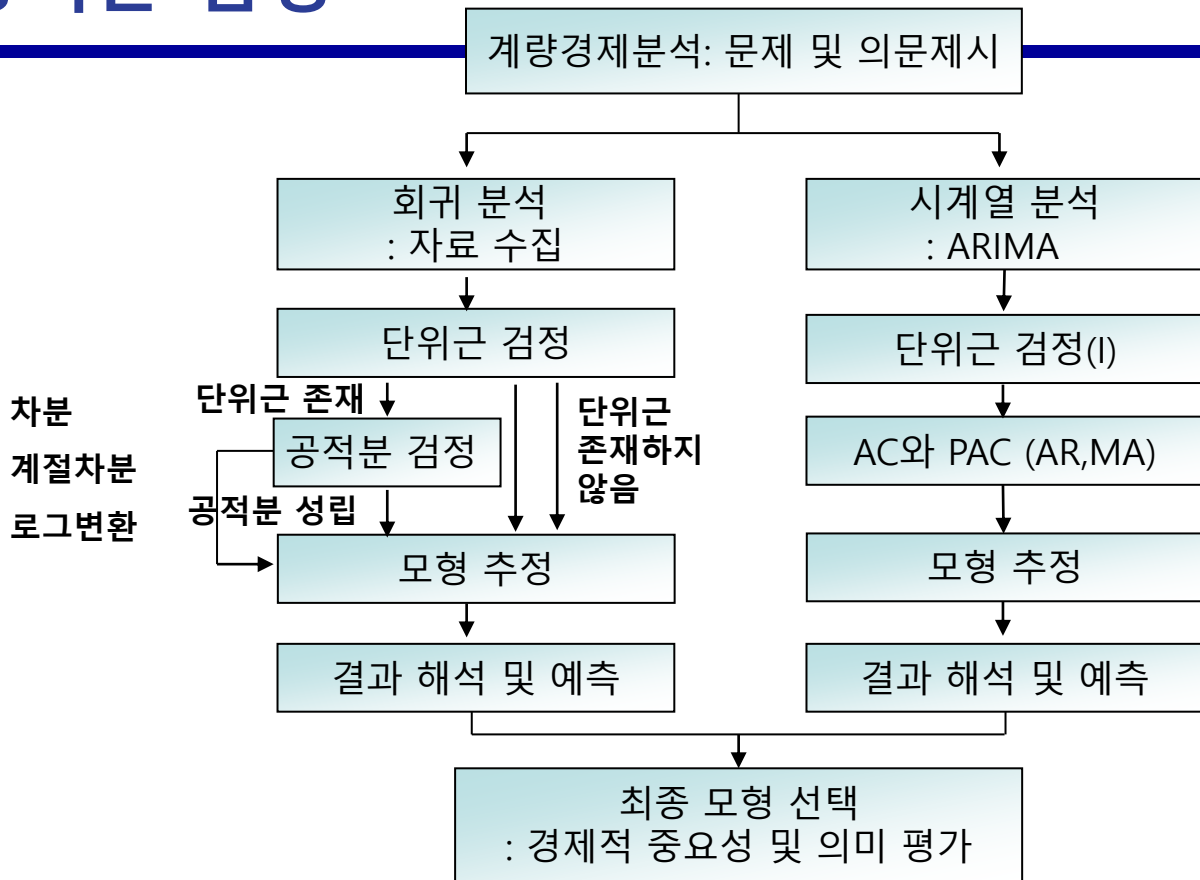 계량경제분석: 문제 및 의문제시
회귀 분석
: 자료 수집
시계열 분석
: ARIMA
단위근 검정
단위근 검정(I)
차분
계절차분
로그변환
단위근 존재
단위근
존재하지
않음
공적분 검정
AC와 PAC (AR,MA)
공적분 성립
모형 추정
모형 추정
결과 해석 및 예측
결과 해석 및 예측
최종 모형 선택
: 경제적 중요성 및 의미 평가